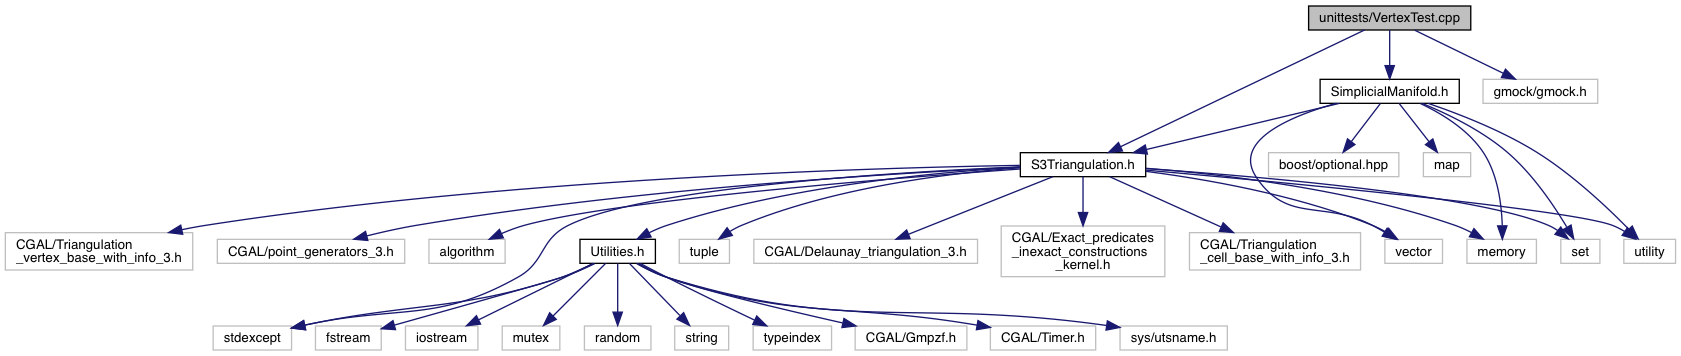 unittests/VertexTest.cpp
SimplicialManifold.h
gmock/gmock.h
S3Triangulation.h
boost/optional.hpp
map
CGAL/Triangulation
_vertex_base_with_info_3.h
CGAL/point_generators_3.h
algorithm
Utilities.h
tuple
CGAL/Delaunay_triangulation_3.h
CGAL/Exact_predicates
_inexact_constructions
_kernel.h
CGAL/Triangulation
_cell_base_with_info_3.h
vector
memory
set
utility
stdexcept
fstream
iostream
mutex
random
string
typeindex
CGAL/Gmpzf.h
CGAL/Timer.h
sys/utsname.h